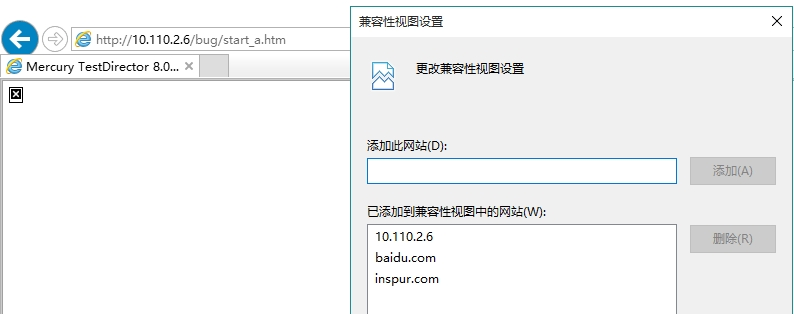 http://10.110.2.6/bug/start_a.htm
Mercury TestDirector 8.0...
兼容性视图设置
更改兼容性视图设置
添加此网站(D):
添加(A)
已添加到兼容性视图中的网站(W):
10.110.2.6
删除(R)
baidu.com
inspur.com